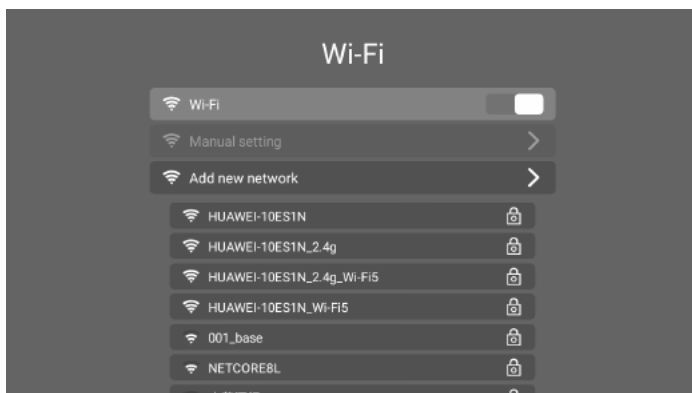 Wi-Fi
Wi-Fi
Manual setting
Add new network
HUAWEI-10ES1N
HUAWEI-10ES1N_2.4g
HUAWEI-10ES1N_2.4g_Wi-Fi5
HUAWEI-10ES1N_Wi-Fi5
001_base
NETCORE8L